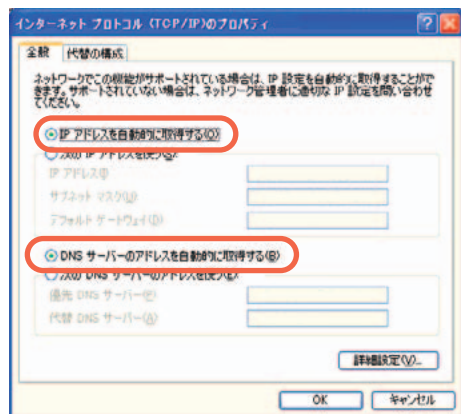 インターネット プロトコル (TCP/IP)のプロパティ
全般 代替の構成
ネットワークでこの機能がサポートされている場合は、IP 設定を自動的に取得することがで
きます。サポートされていない場合は、ネットワーク管理者に適切な IP 設定を問い合わせ
てください。
IP アドレスを自動的に取得する(O)
次の IP アドレスを使う(S):
IP アドレス(I)
サブネット マスク(U)
デフォルト ゲートウェイ(D)
DNS サーバーのアドレスを自動的に取得する(B)
次の DNS サーバーのアドレスを使う(E):
優先 DNS サーバー(P)
代替 DNS サーバー(A)
詳細設定(V)...
OK キャンセル